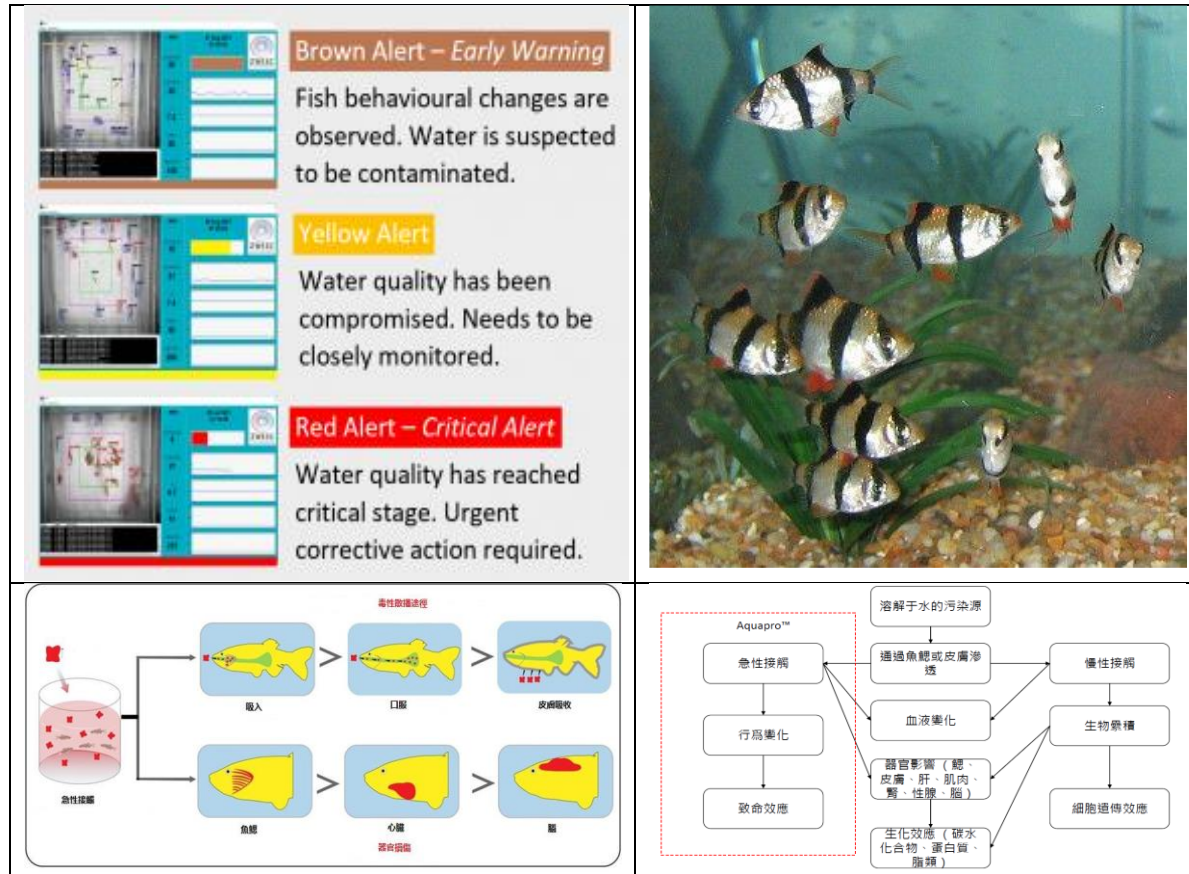 Brown Alert – Early Warning
Fish behavioural changes are
observed. Water is suspected
to be contaminated.
Yellow Alert
Water quality has been
compromised. Needs to be
closely monitored.
Red Alert – Critical Alert
Water quality has reached
critical stage. Urgent
corrective action required.
毒性散播途徑
吸入
口服
皮膚吸收
急性接觸
魚鰓
心臟
腦
器官損傷
Aquapro™
溶解于水的污染源
急性接觸
通過魚鰓或皮膚滲
透
慢性接觸
行爲變化
血液變化
生物纍積
器官影響（鰓、
皮膚、肝、肌肉
、腎、性腺、腦）
致命效應
細胞遺傳效應
生化效應（碳水
化合物、蛋白質、
脂類）